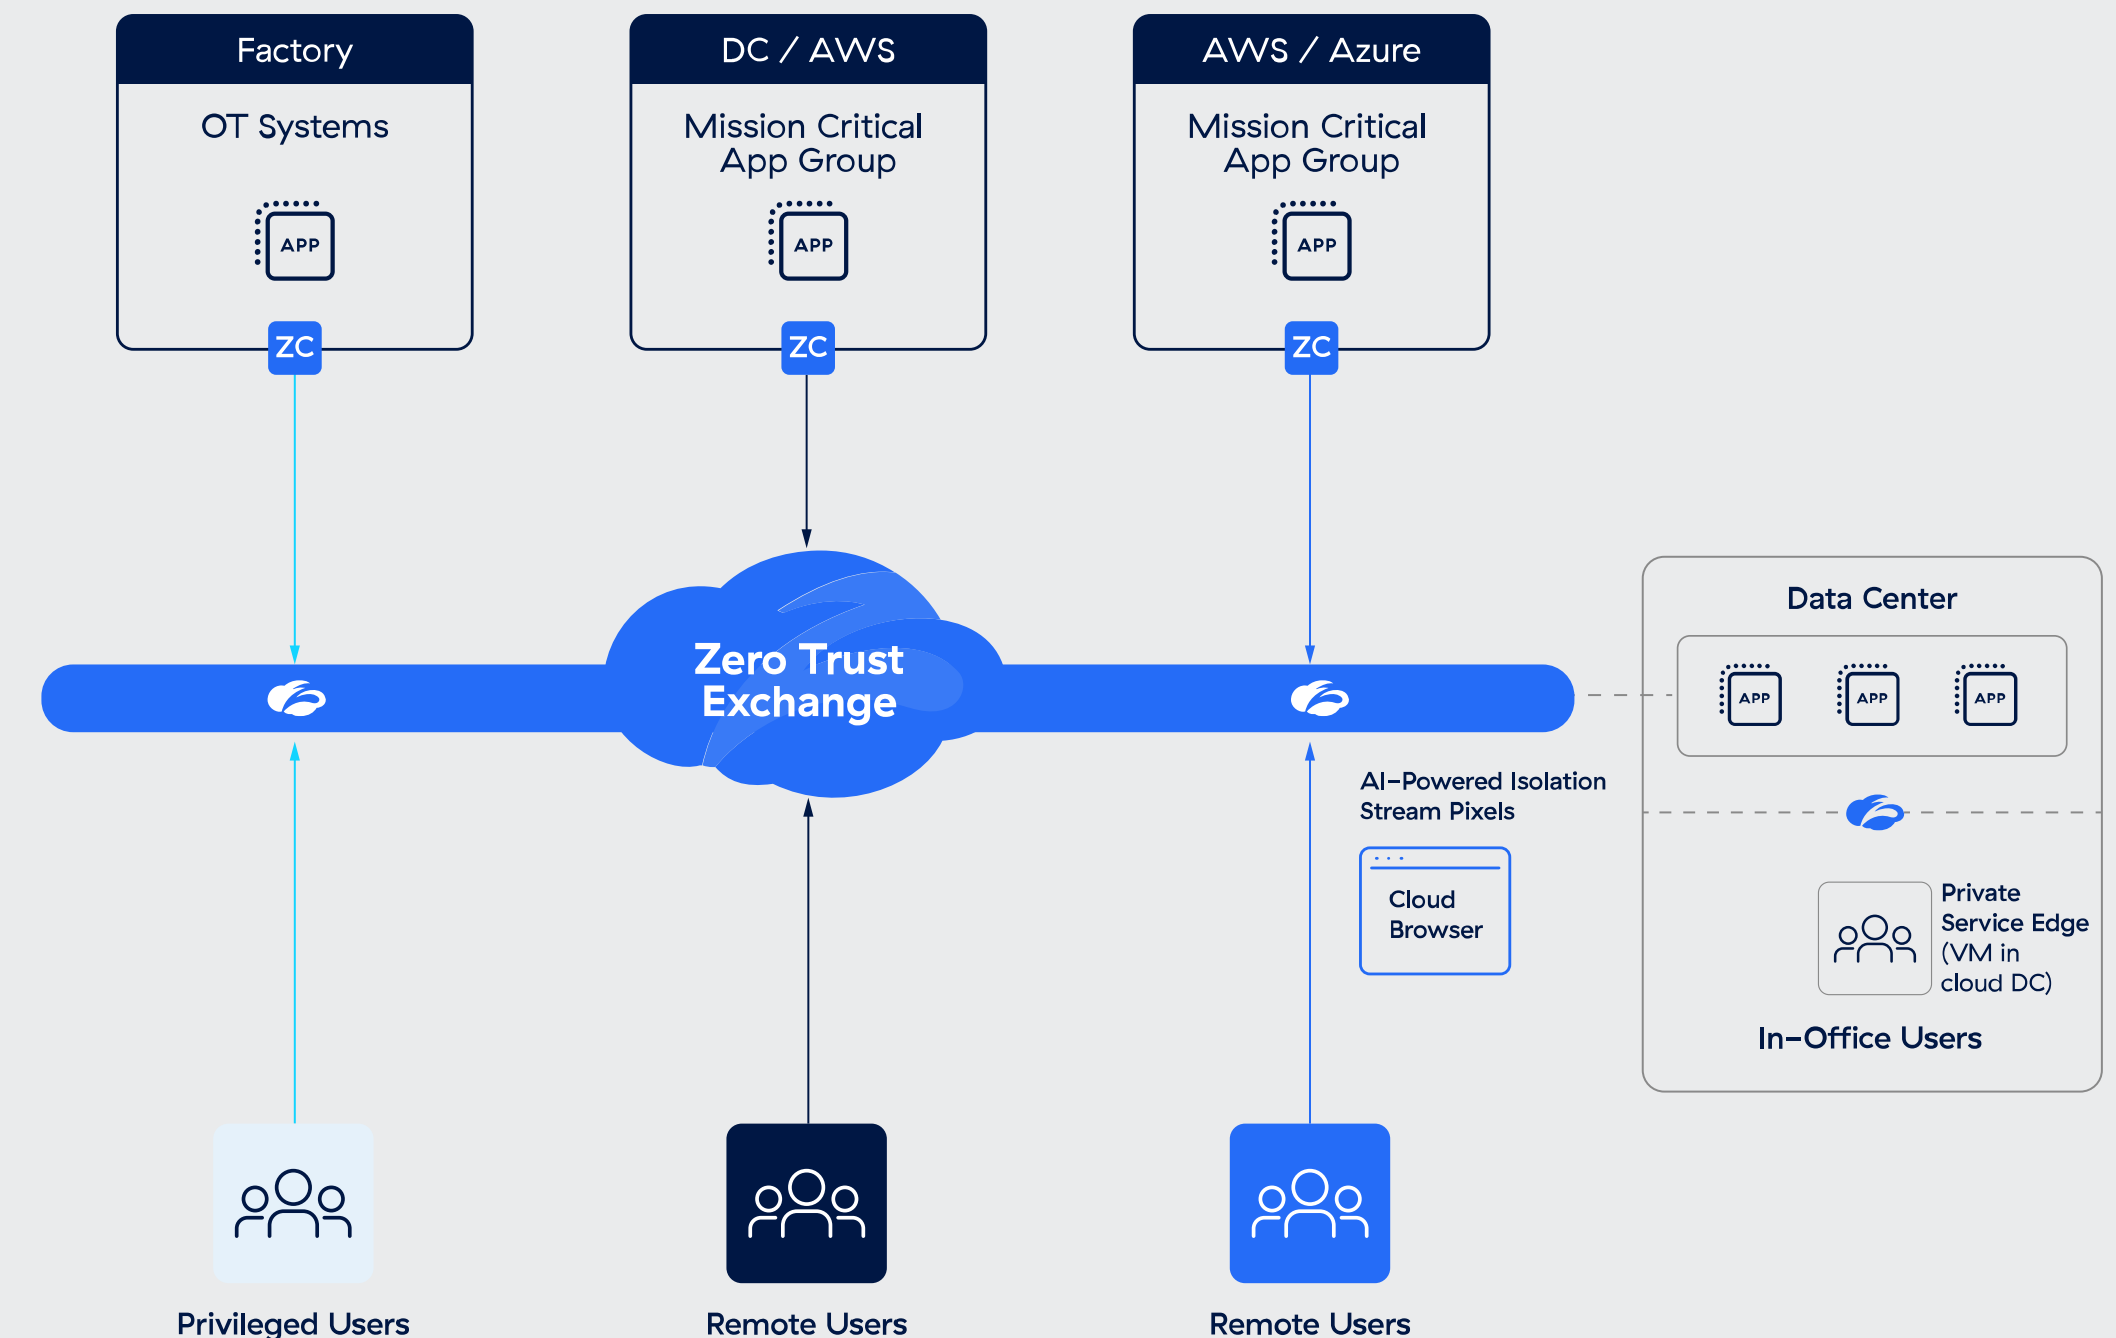 Factory
OT Systems
APP
ZC
DC / AWS
Mission Critical
App Group
APP
ZC
AWS / Azure
Mission Critical
App Group
APP
ZC
Zero Trust
Exchange
AI-Powered Isolation
Stream Pixels
Cloud
Browser
Data Center
APP
APP
APP
Private
Service Edge
(VM in
cloud DC)
In-Office Users
Privileged Users
Remote Users
Remote Users